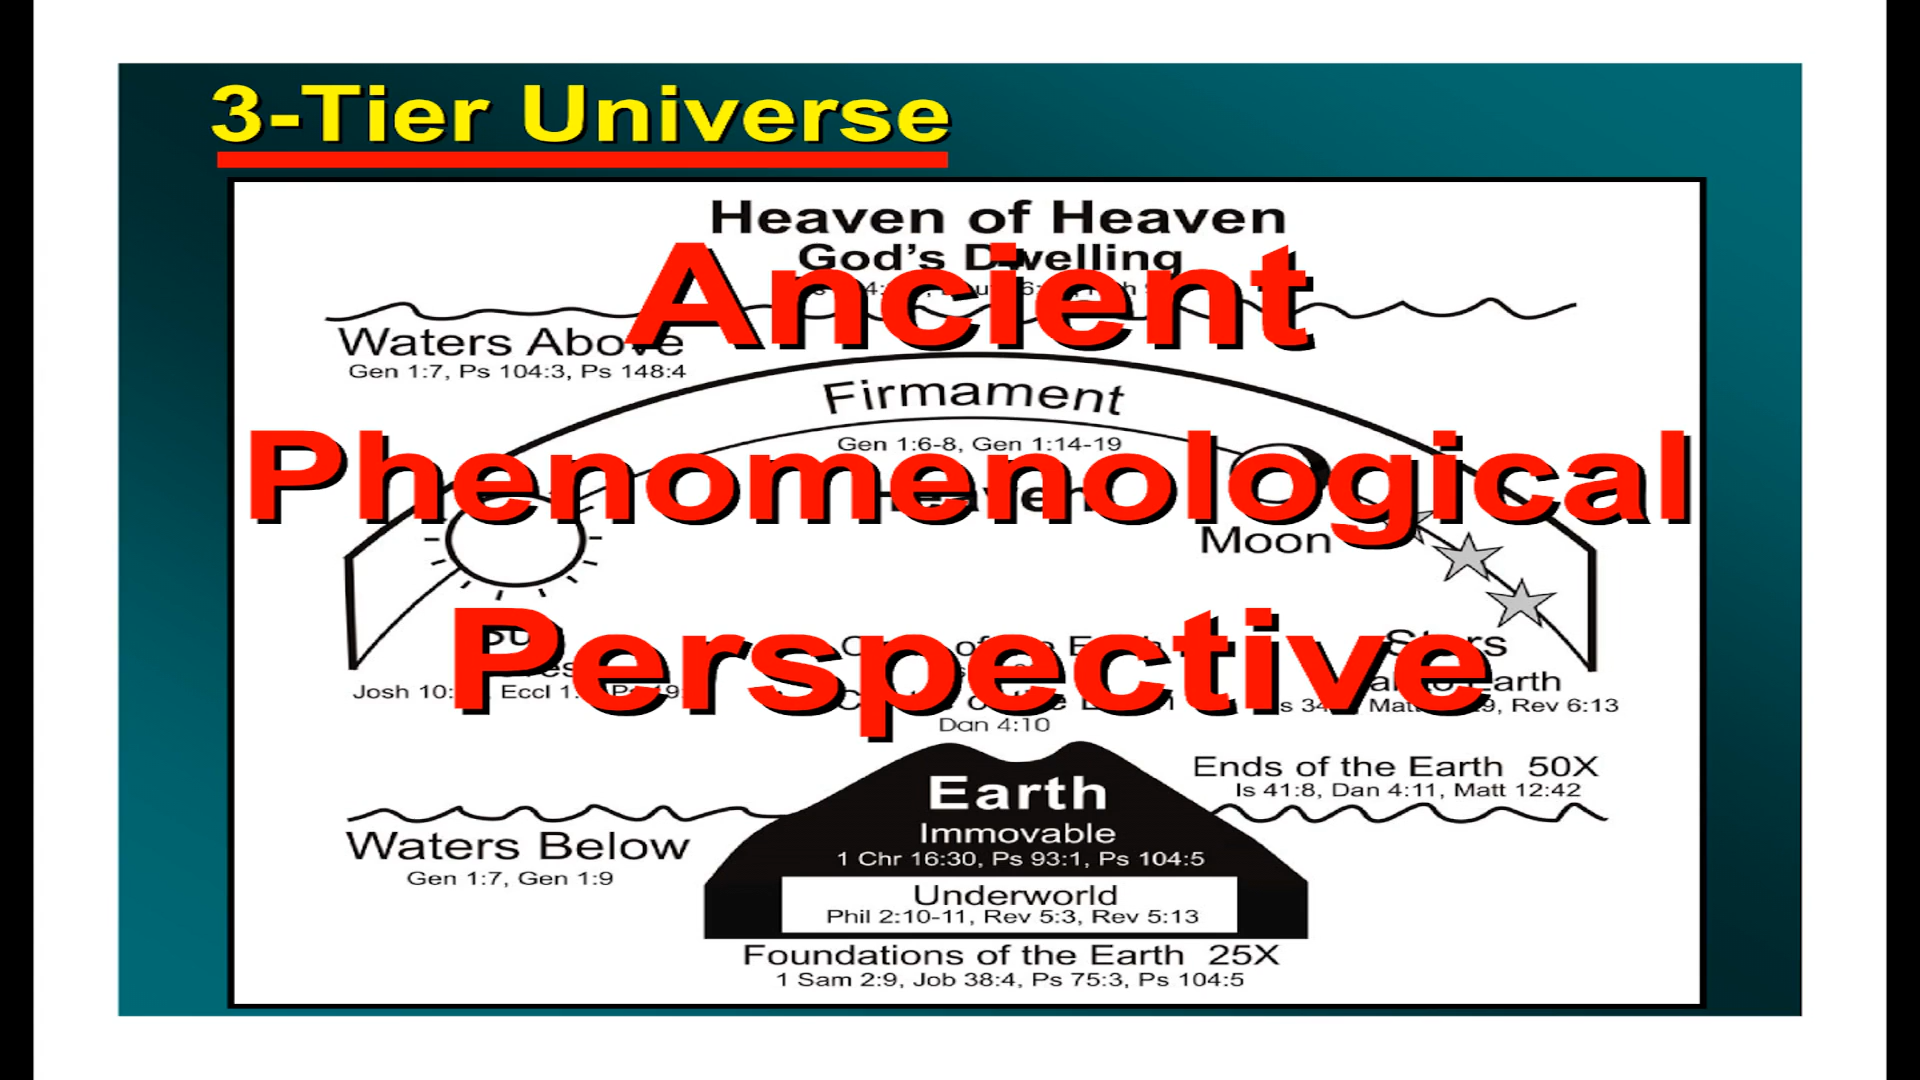 3-Tier Universe
Heaven of Heaven
God's Dwelling
Ancient
Waters Above
Gen 1:7, Ps 104:3, Ps 148:4
Firmament
Gen 1:6-8, Gen 1:14-19
Phenomenological
Moon
Perspective
Stars
Josh 10: Eccl
Earth
Matt Rev 6:13
Dan 4:10
Ends of the Earth 50X
Is 41:8, Dan 4:11, Matt 12:42
Earth
Immovable
1 Chr 16:30, Ps 93:1, Ps 104:5
Waters Below
Gen 1:7, Gen 1:9
Underworld
Phil 2:10-11, Rev 5:3, Rev 5:13
Foundations of the Earth 25X
1 Sam 2:9, Job 38:4, Ps 75:3, Ps 104:5